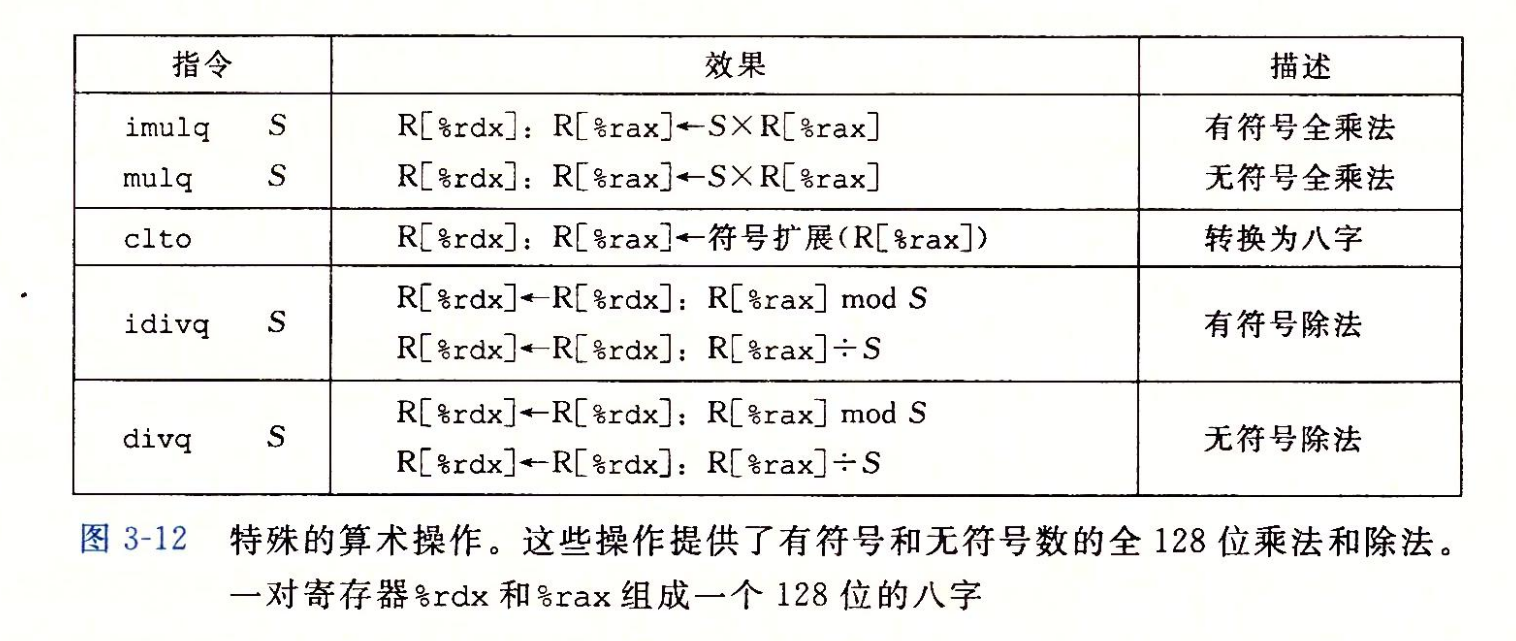 指令 效果 描述
imulq S R[%rdx]：R[%rax]←S×R[%rax] 有符号全乘法
mulq S R[%rdx]：R[%rax]←S×R[%rax] 无符号全乘法
clto R[%rdx]：R[%rax]←符号扩展(R[%rax]) 转换为八字
R[%rdx]←R[%rdx]：R[%rax] mod S
idivq S 有符号除法
R[%rdx]←R[%rdx]：R[%rax]÷S
R[%rdx]←R[%rdx]：R[%rax] mod S
divq S 无符号除法
R[%rdx]←R[%rdx]：R[%rax]÷S
图 3-12 特殊的算术操作。这些操作提供了有符号和无符号数的全 128 位乘法和除法。
一对寄存器%rdx 和%rax 组成一个 128 位的八字